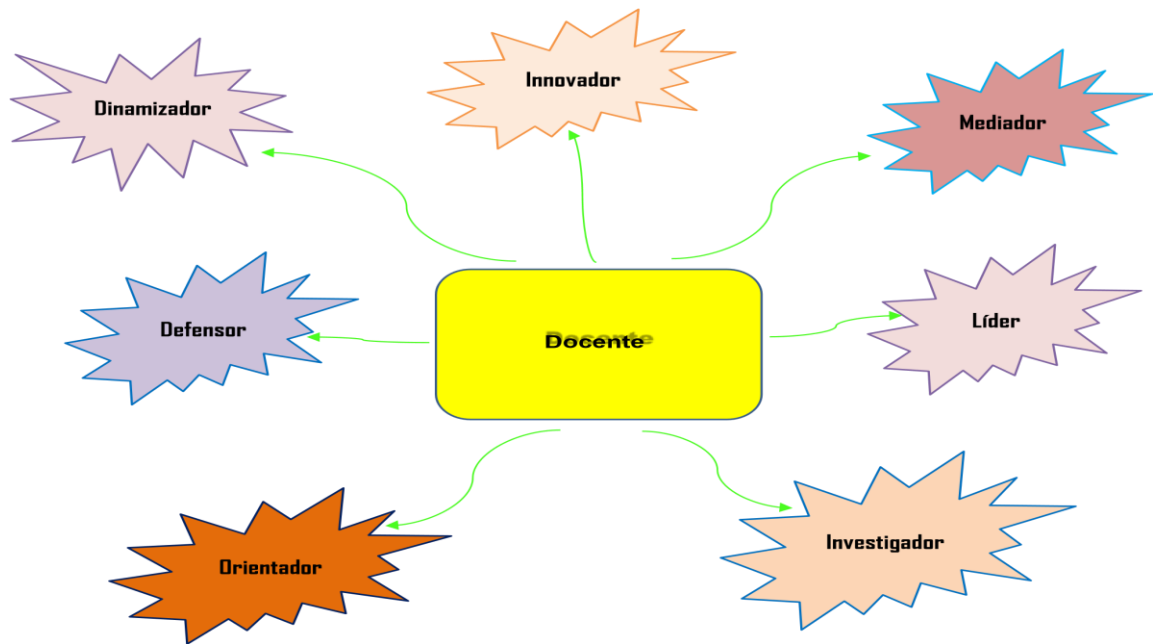 Innovador
Dinamizador
Mediador
Defensor
Docente
Líder
Orientador
Investigador